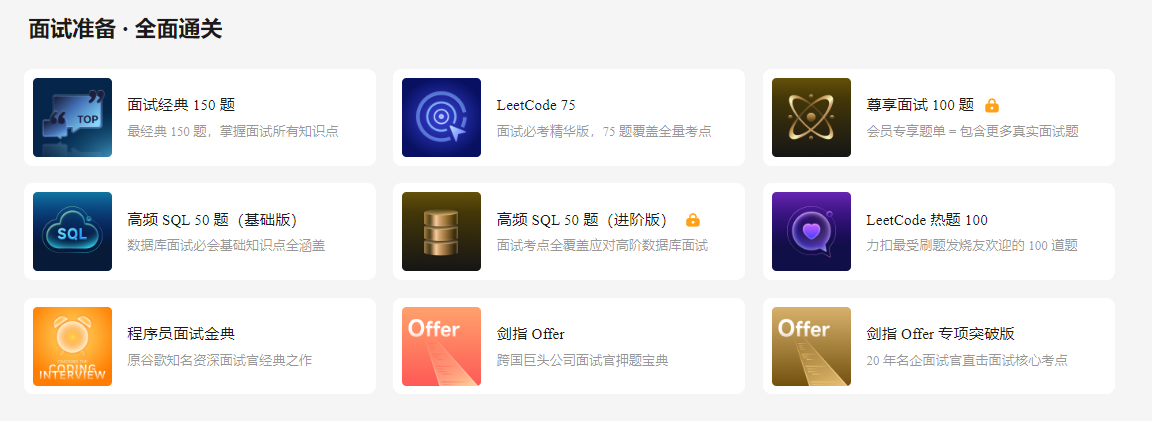 面试准备 · 全面通关
TOP
面试经典 150 题
最经典 150 题，掌握面试所有知识点
LeetCode 75
面试必考精华版，75 题覆盖全量考点
尊享面试 100 题
会员专享题单 = 包含更多真实面试题
SQL
高频 SQL 50 题（基础版）
数据库面试必会基础知识点全涵盖
高频 SQL 50 题（进阶版）
面试考点全覆盖应对高阶数据库面试
LeetCode 热题 100
力扣最受刷题发烧友欢迎的 100 道题
CODING
INTERVIEW
程序员面试金典
原谷歌知名资深面试官经典之作
Offer
剑指 Offer
跨国巨头公司面试官押题宝典
Offer
剑指 Offer 专项突破版
20 年名企面试官直击面试核心考点